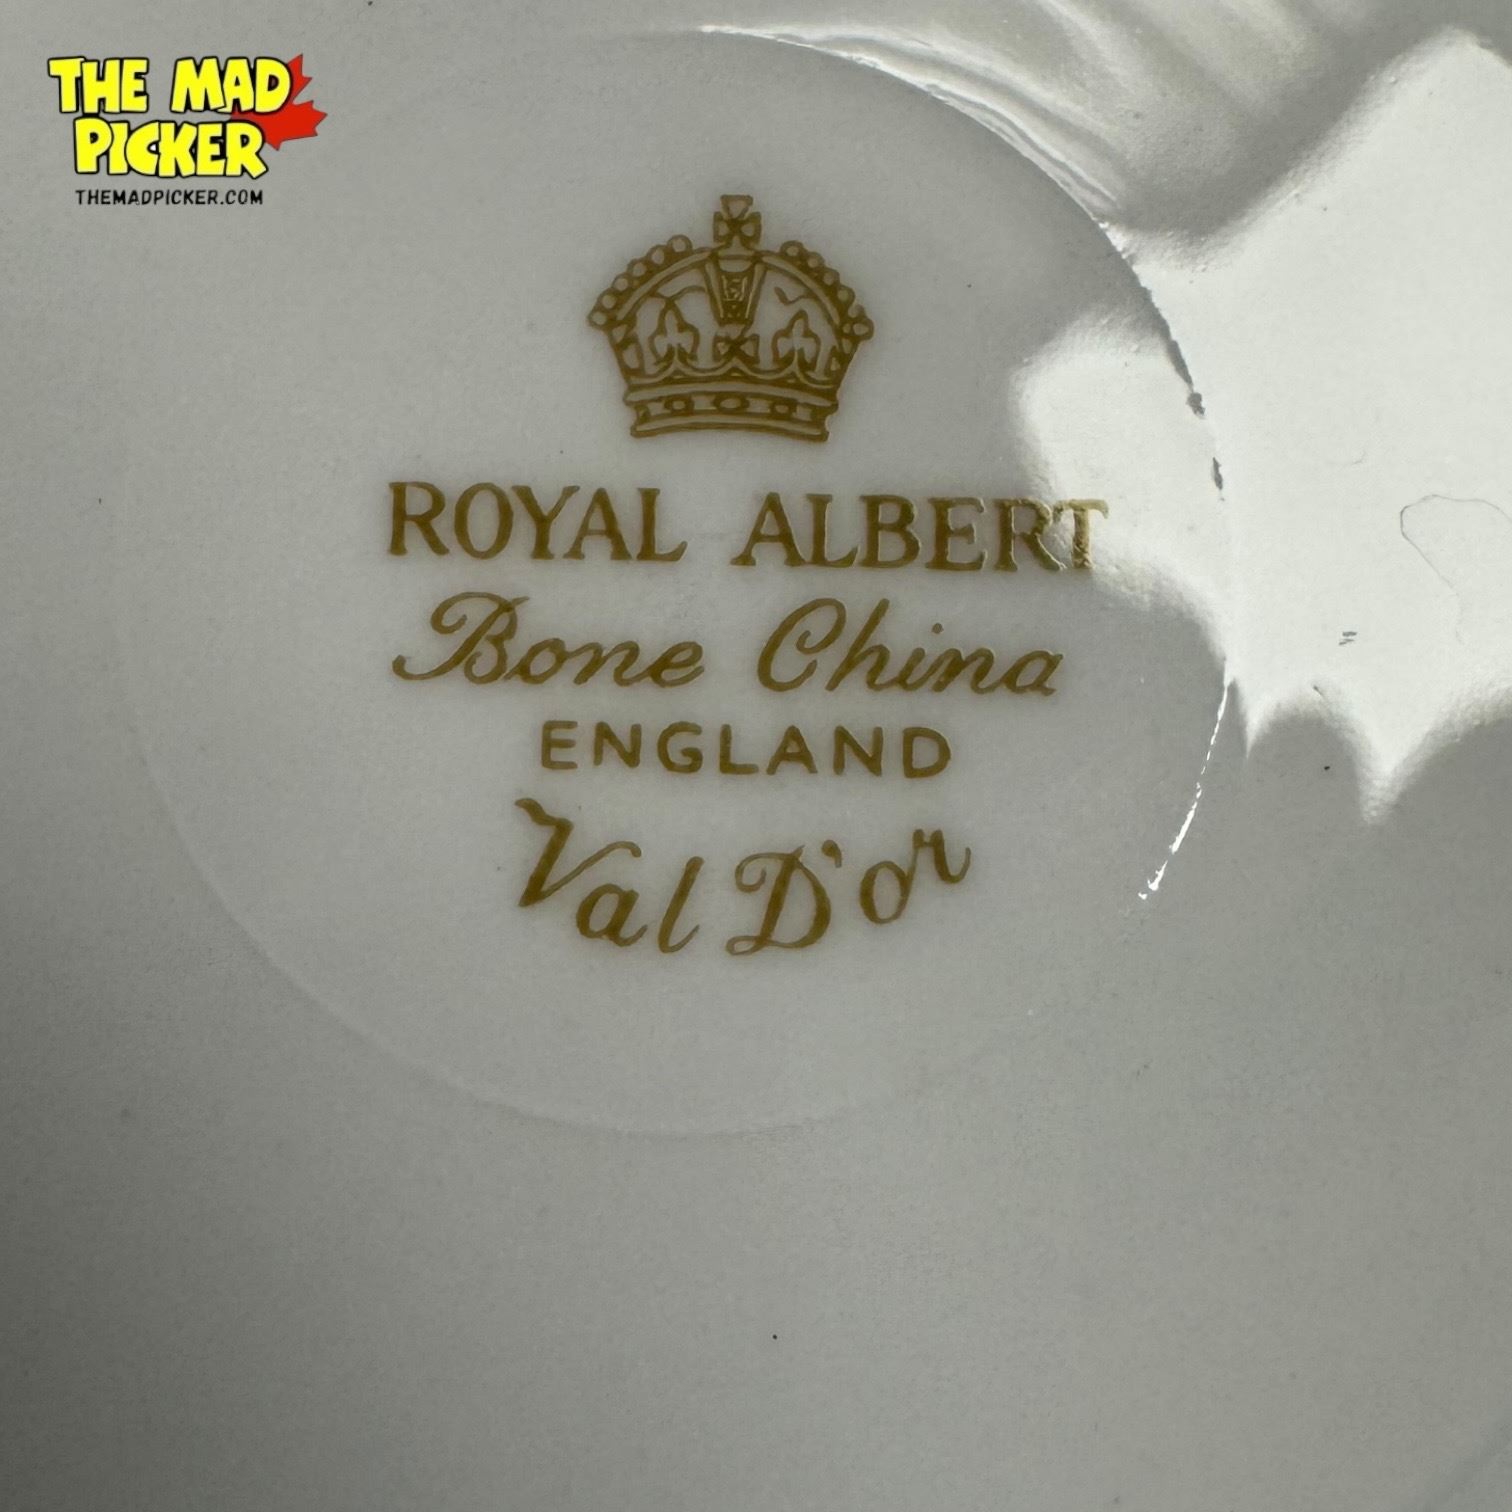 THE MAD
PICKER
THEMADPICKER.COM
ROYAL ALBERT
Bone China
ENGLAND
Val D'or